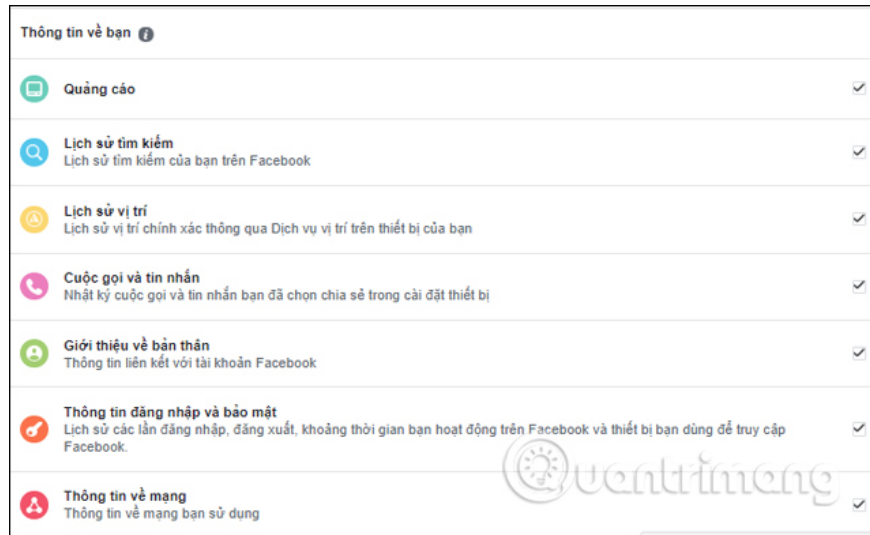 Thông tin về bạn
Quảng cáo
Lịch sử tìm kiếm
Lịch sử tìm kiếm của bạn trên Facebook
Lịch sử vị trí
Lịch sử vị trí chính xác thông qua Dịch vụ vị trí trên thiết bị của bạn
Cuộc gọi và tin nhắn
Nhật ký cuộc gọi và tin nhắn bạn đã chọn chia sẻ trong cài đặt thiết bị
Giới thiệu về bản thân
Thông tin liên kết với tài khoản Facebook
Thông tin đăng nhập và bảo mật
Lịch sử các lần đăng nhập, đăng xuất, khoảng thời gian bạn hoạt động trên Facebook và thiết bị bạn dùng để truy cập
Facebook.
Quantrimang
Thông tin về mạng
Thông tin về mạng bạn sử dụng